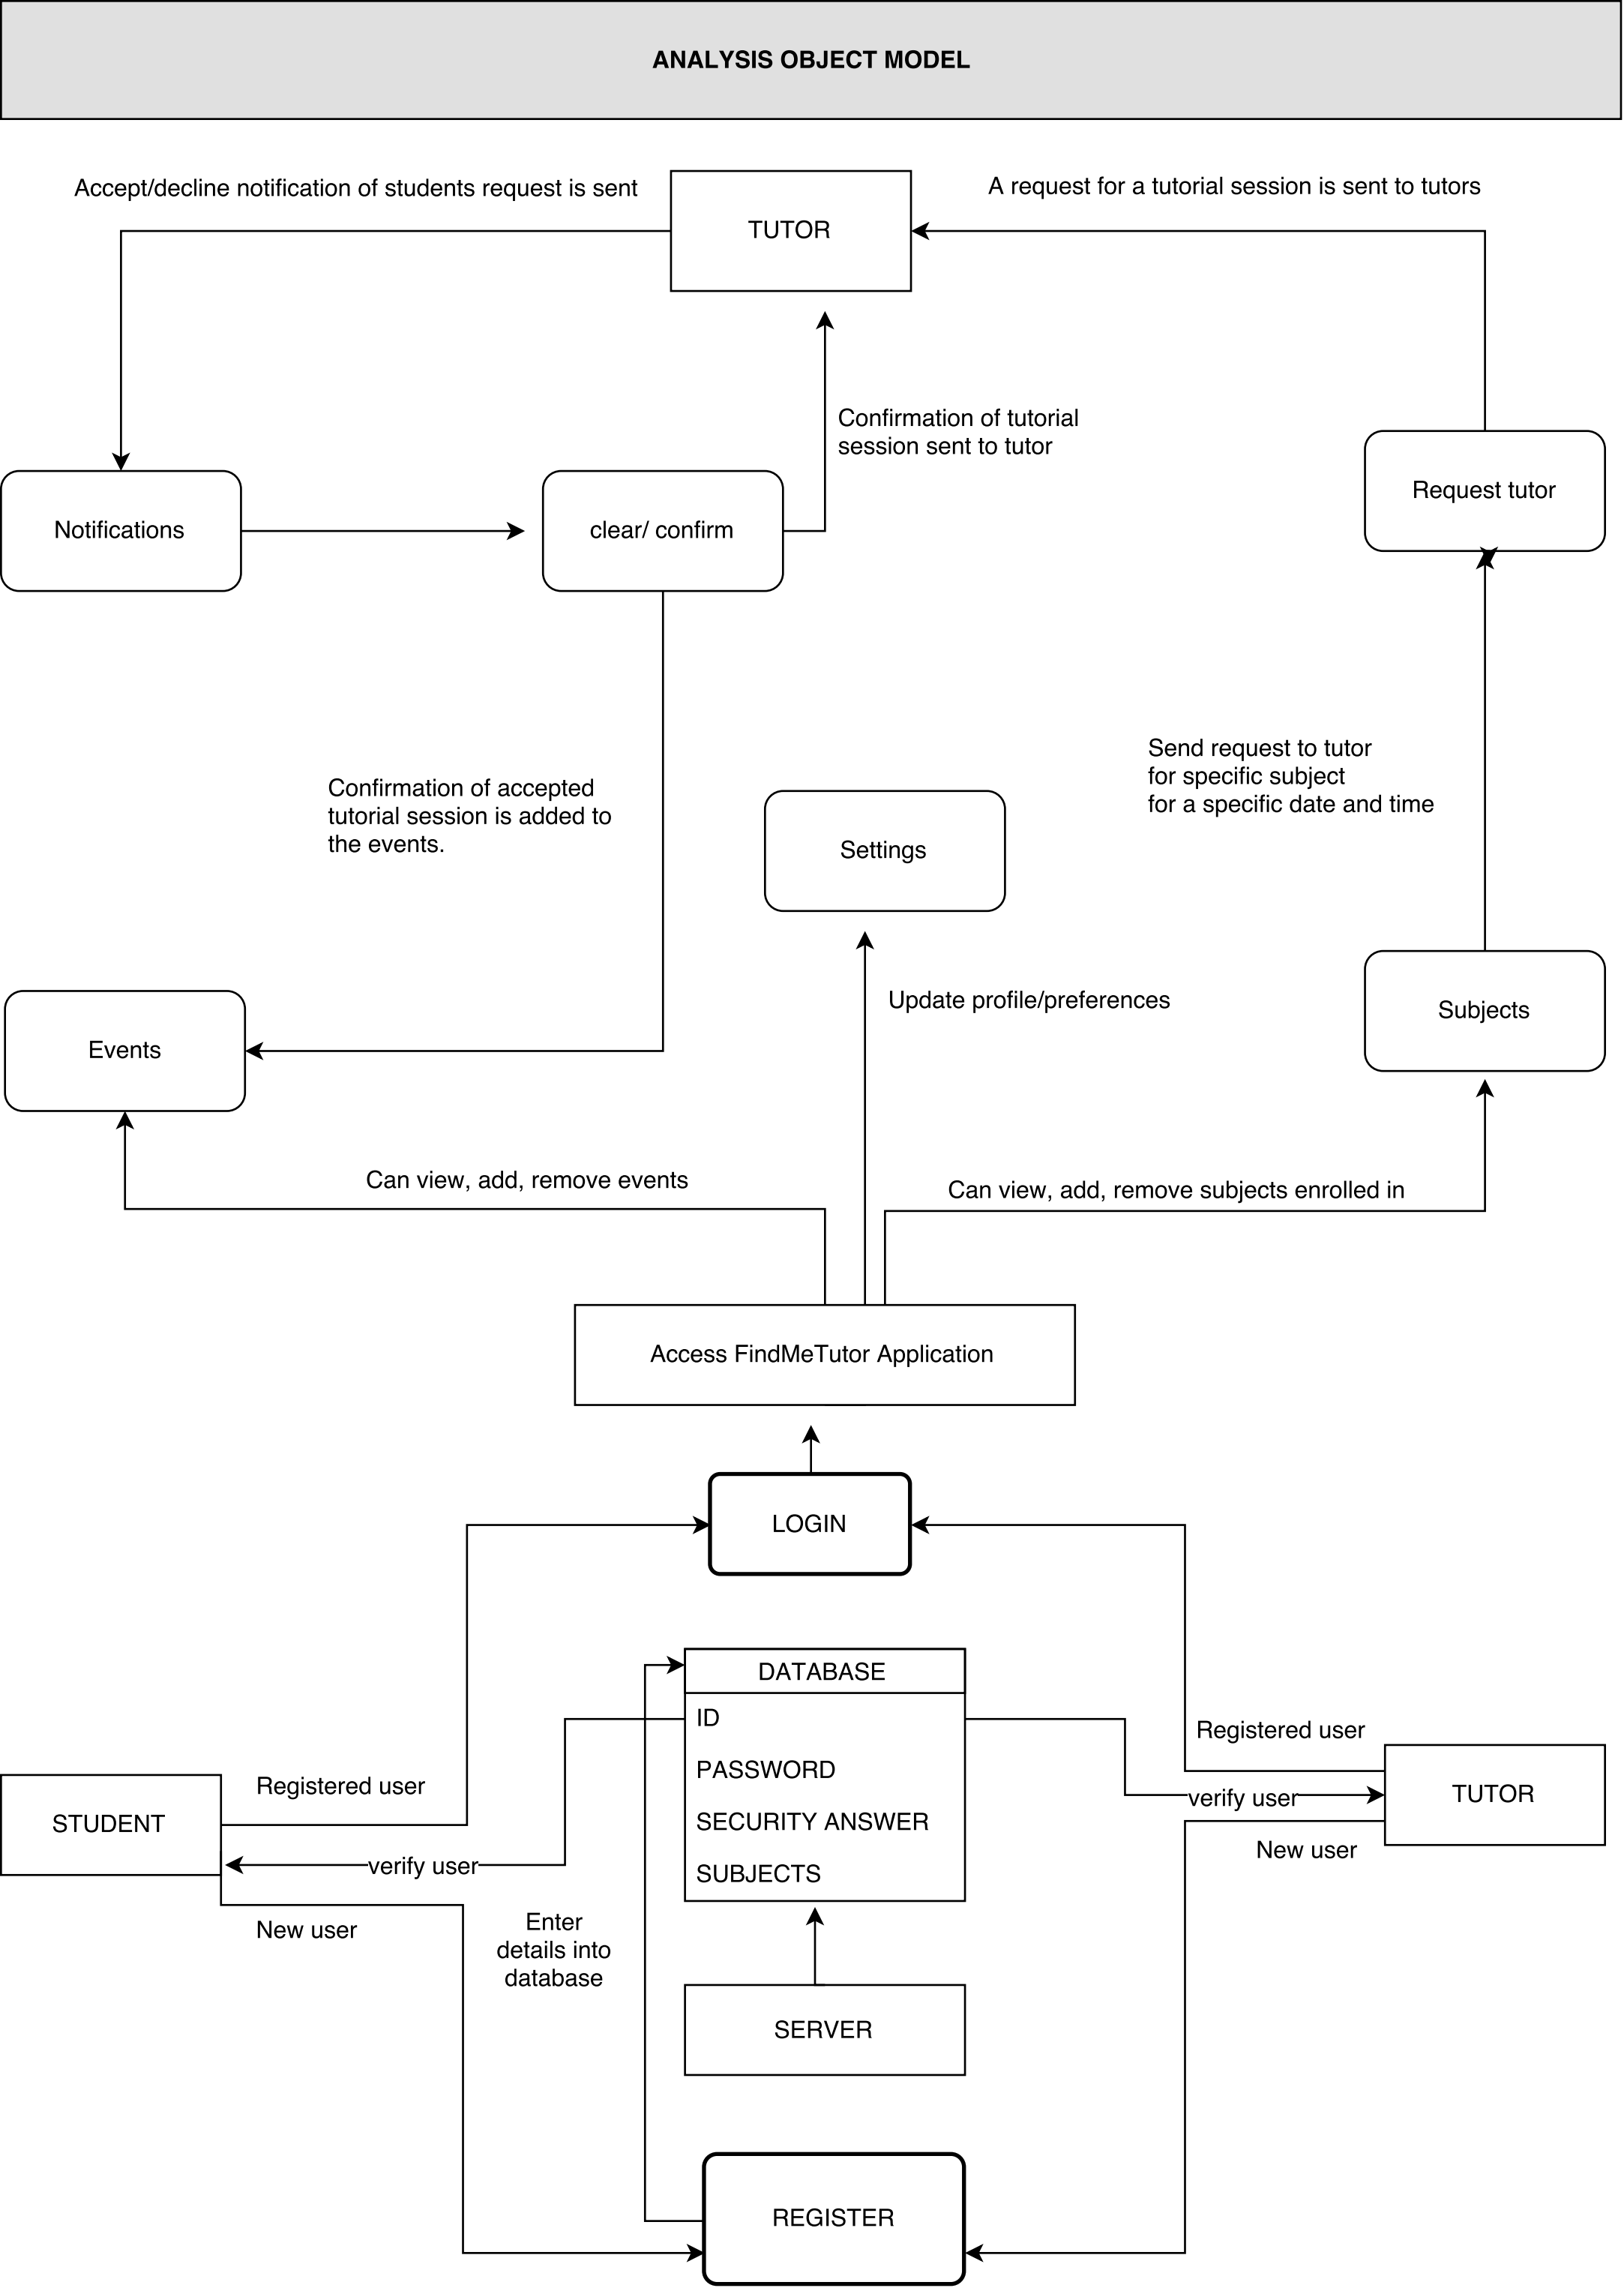 ANALYSIS OBJECT MODEL
Accept/decline notification of students request is sent
TUTOR
A request for a tutorial session is sent to tutors
Confirmation of tutorial
session sent to tutor
Notifications
clear/ confirm
Request tutor
Confirmation of accepted
tutorial session is added to
the events.
Send request to tutor
for specific subject
for a specific date and time
Settings
Update profile/preferences
Events
Subjects
Can view, add, remove events
Can view, add, remove subjects enrolled in
Access FindMeTutor Application
LOGIN
DATABASE
ID
PASSWORD
SECURITY ANSWER
SUBJECTS
Registered user
Registered user
STUDENT
TUTOR
verify user
verify user
New user
New user
Enter
details into
database
SERVER
REGISTER